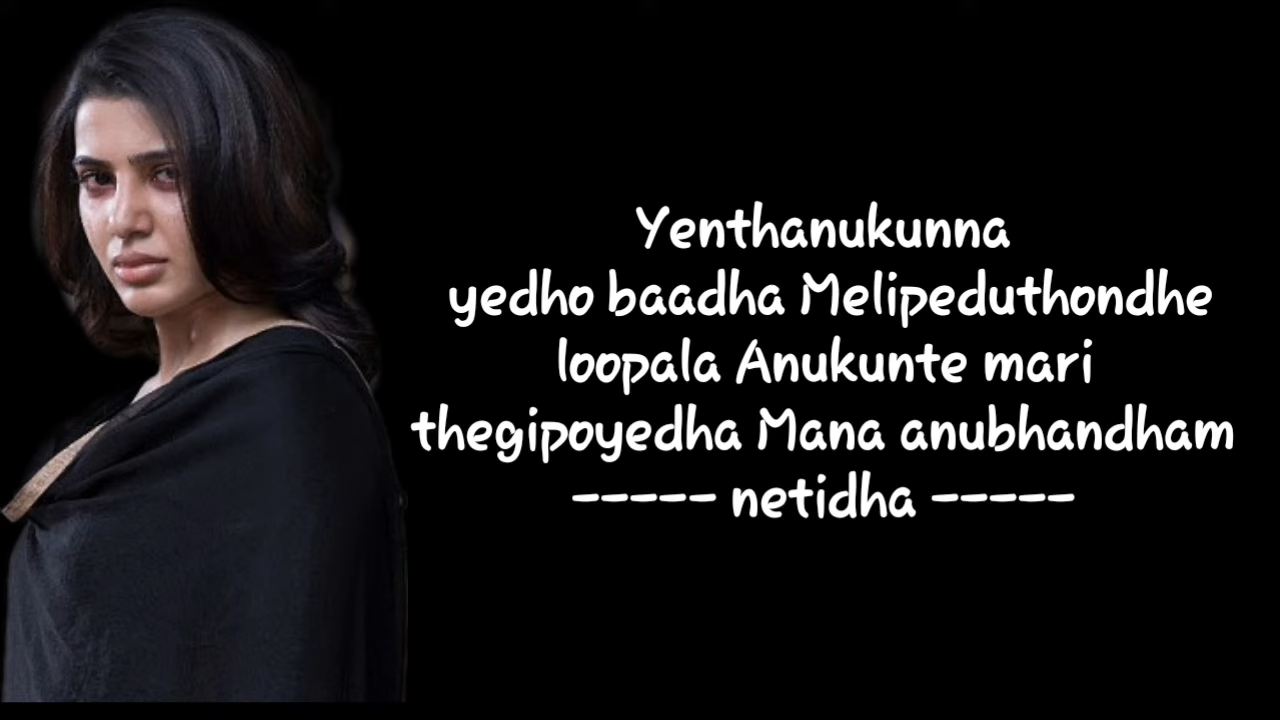 Yenthanukunna
yedho baadha Melipeduthondhe
loopala Anukunte mari
thegipoyedha Mana anubhandham
----- netidha -----